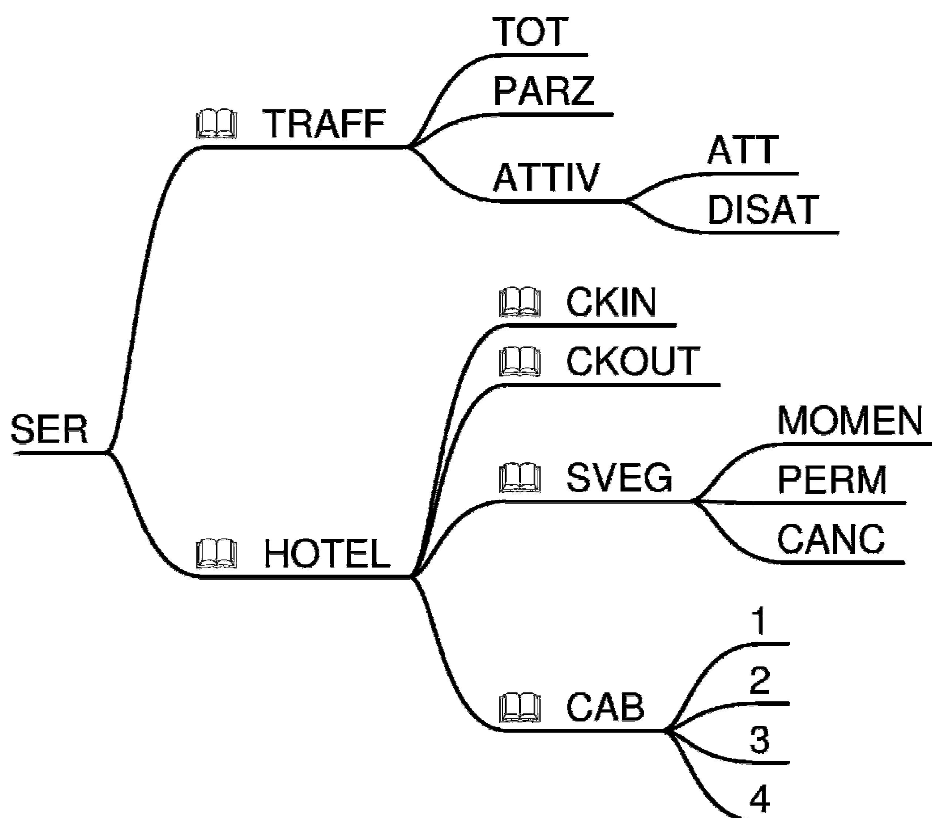 TOT
PARZ
TRAFF
ATT
ATTIV
DISAT
CKIN
CKOUT
SER
MOMEN
SVEG
PERM
CANC
HOTEL
1
2
CAB
3
4